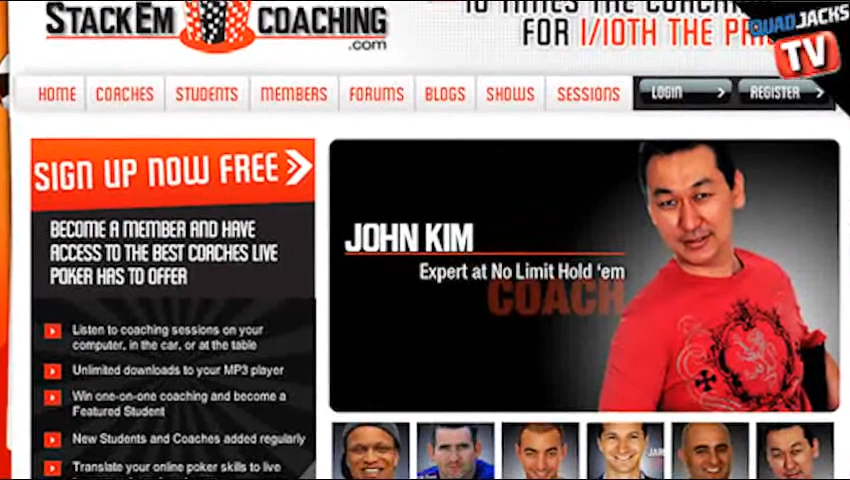 STACKEM COACHING
.com
FOR 1/10TH THE
QUADJACKS
TV
HOME COACHES STUDENTS MEMBERS FORUMS BLOGS SHOWS SESSIONS LOGIN REGISTER
SIGN UP NOW FREE
BECOME A MEMBER AND HAVE
ACCESS TO THE BEST COACHES LIVE
POKER HAS TO OFFER
Listen to coaching sessions on your
computer, in the car, or at the table
Unlimited downloads to your MP3 player
Win one-on-one coaching and become a
Featured Student
New Students and Coaches added regularly
Translate your online poker skills to live
JOHN KIM
Expert at No Limit Hold 'em
COACH